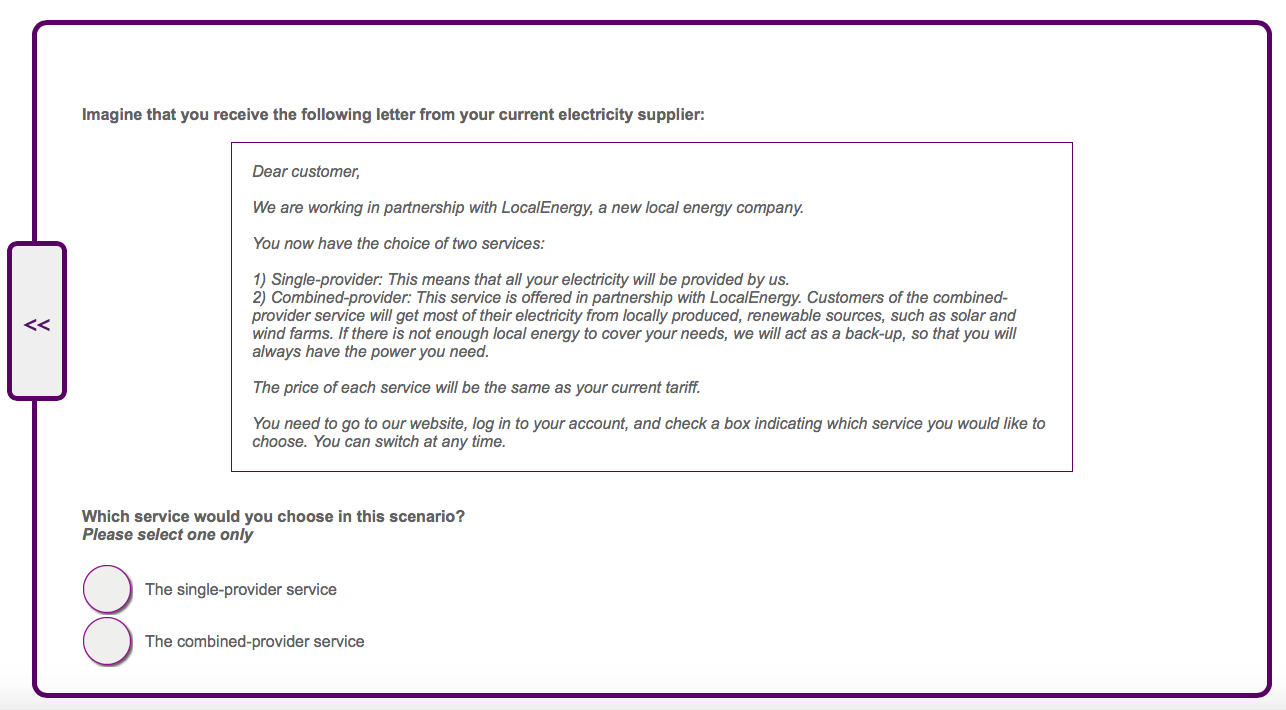 Imagine that you receive the following letter from your current electricity supplier:
Dear customer,
We are working in partnership with LocalEnergy, a new local energy company.
You now have the choice of two services:
1) Single-provider: This means that all your electricity will be provided by us.
2) Combined-provider: This service is offered in partnership with LocalEnergy. Customers of the combined-
provider service will get most of their electricity from locally produced, renewable sources, such as solar and
wind farms. If there is not enough local energy to cover your needs, we will act as a back-up, so that you will
always have the power you need.
The price of each service will be the same as your current tariff.
You need to go to our website, log in to your account, and check a box indicating which service you would like to
choose. You can switch at any time.
<<
Which service would you choose in this scenario?
Please select one only
The single-provider service
The combined-provider service